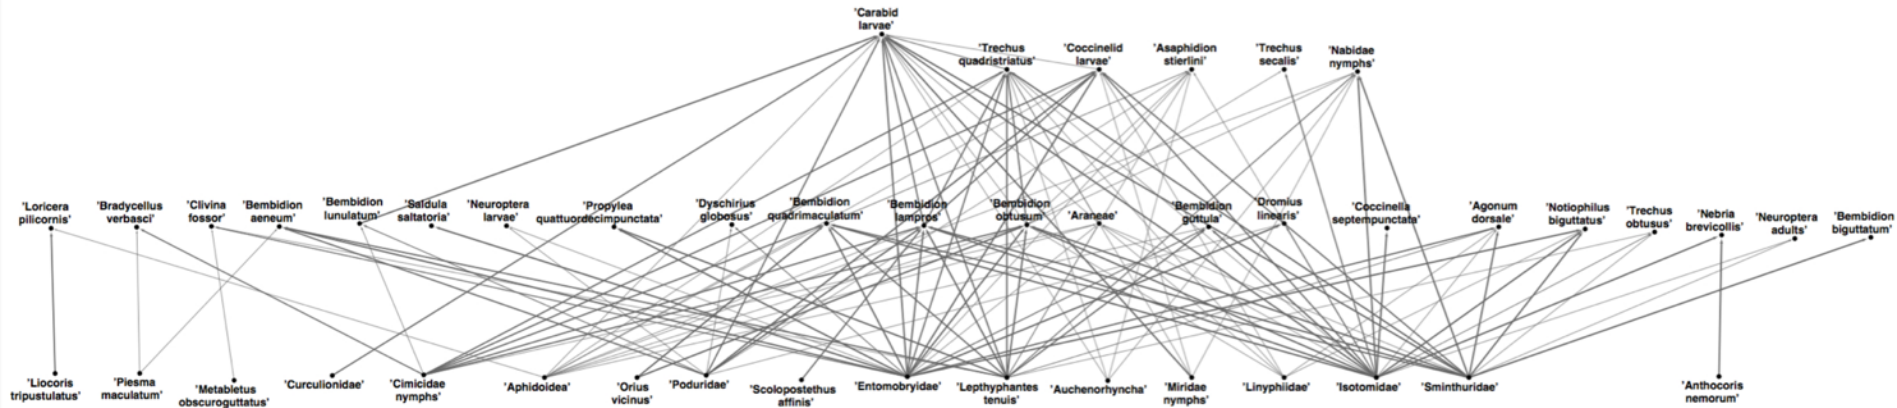 'Carabid
larvae'
'Trechus
quadristriatus'
'Coccinelid
larvae'
'Asaphidion
stierlini'
'Trechus
secalis'
'Nabidae
nymphs'
'Loricera
pilicornis'
'Bradycellus
verbasci'
'Clivina
fossor'
'Bembidion
aeneum'
'Bembidion
lunulatum'
'Saldula
saltatoria'
'Neuroptera
larvae'
'Propylea
quattuordecimpunctata'
'Dyschirius
globosus'
'Bembidion
quadrimaculatum'
'Bembidion
lampros'
'Bembidion
obtusum'
'Araneae'
'Bembidion
guttula'
'Dromius
linearis'
'Coccinella
septempunctata'
'Agonum
dorsale'
'Notiophilus
biguttatus'
'Trechus
obtusus'
'Nebria
brevicollis'
'Neuroptera
adults'
'Bembidion
biguttatum'
'Liocoris
tripustulatus'
'Piesma
maculatum'
'Metabletus
obscuroguttatus'
'Curculionidae'
'Cimicidae
nymphs'
'Aphidoidea'
'Orius
vicinus'
'Poduridae'
'Scolopostethus
affinis'
'Entomobryidae'
'Lepthyphantes
tenuis'
'Auchenorhyncha'
'Miridae
nymphs'
'Linyphiidae'
'Isotomidae'
'Sminthuridae'
'Anthocoris
nemorum'